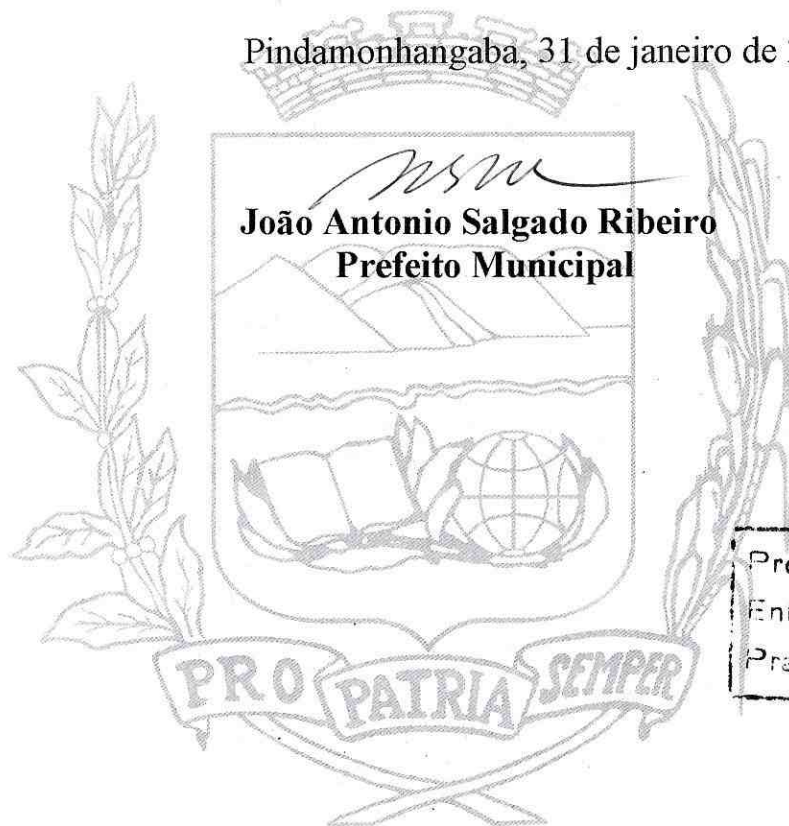 Pindamonhangaba, 31 de janeiro de
João Antonio Salgado Ribeiro
Prefeito Municipal
PRO PATRIA SEMPER